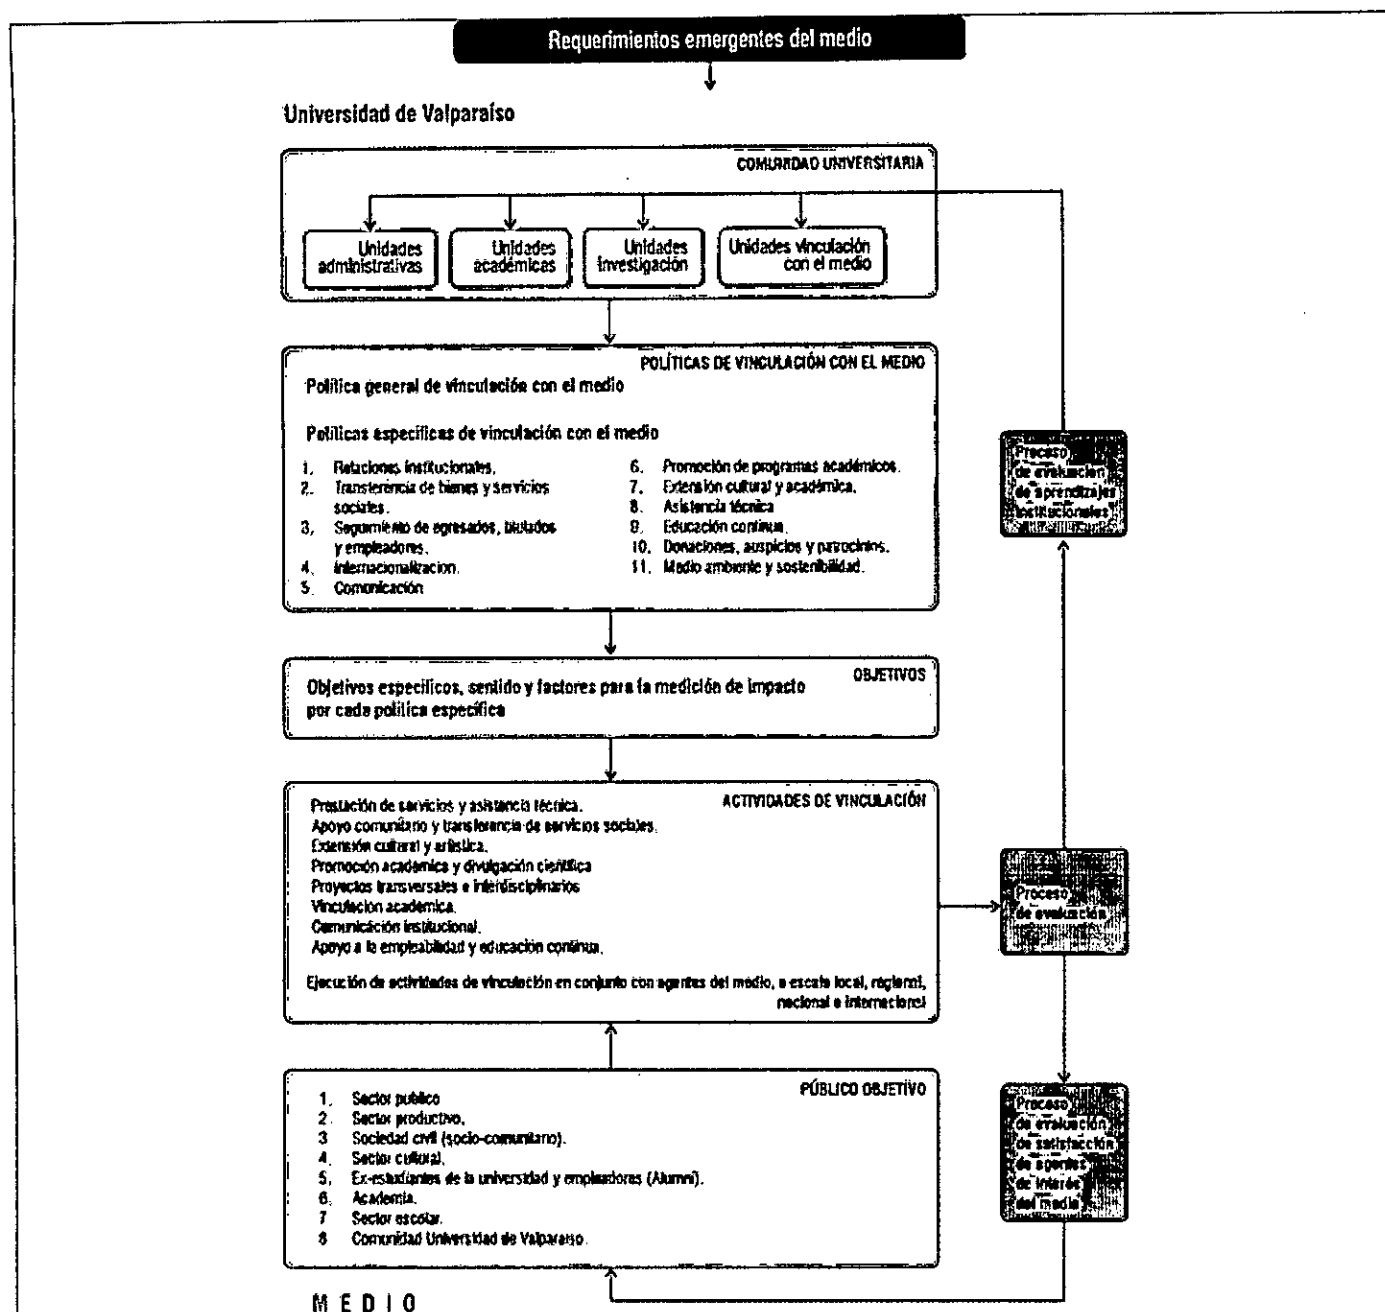 Requerimientos emergentes del medio
Universidad de Valparaíso
COMUNIDAD UNIVERSITARIA
Unidades
administrativas
Unidades
académicas
Unidades
investigación
Unidades vinculación
con el medio
POLÍTICAS DE VINCULACIÓN CON EL MEDIO
Política general de vinculación con el medio
Políticas específicas de vinculación con el medio
1. Relaciones institucionales.
2. Transferencia de bienes y servicios
sociales.
3. Seguimiento de egresados, titulados
y empleadores.
4. Internacionalizacion.
5. Comunicación
6. Promoción de programas académicos.
7. Extensión cultural y académica.
8. Asistencia técnica
9. Educación continua.
10. Donaciones, auspicios y patrocinios.
11. Medio ambiente y sostenibilidad.
Proceso
de evaluación
de aprendizajes
institucionales
OBJETIVOS
Objetivos específicos, sentido y factores para la medición de impacto
por cada política específica
ACTIVIDADES DE VINCULACIÓN
Prestación de servicios y asistencia técnica.
Apoyo comunitario y transferencia de servicios sociales.
Extensión cultural y artística.
Promoción académica y divulgación científica
Proyectos transversales e interdisciplinarios
Vinculación académica.
Comunicación institucional.
Apoyo a la empleabilidad y educación continua.
Ejecución de actividades de vinculación en conjunto con agentes del medio, a escala local, regional,
nacional e internacional
Proceso
de evaluación
PÚBLICO OBJETIVO
1. Sector público
2. Sector productivo.
3 Sociedad civil (socio-comunitario).
4. Sector cultural.
5. Ex-estudiantes de la universidad y empleadores (Alumni).
6. Academia.
7 Sector escolar.
8 Comunidad Universidad de Valparaíso.
Proceso
de evaluación
de satisfacción
de agentes
de interés
del medio
MEDIO